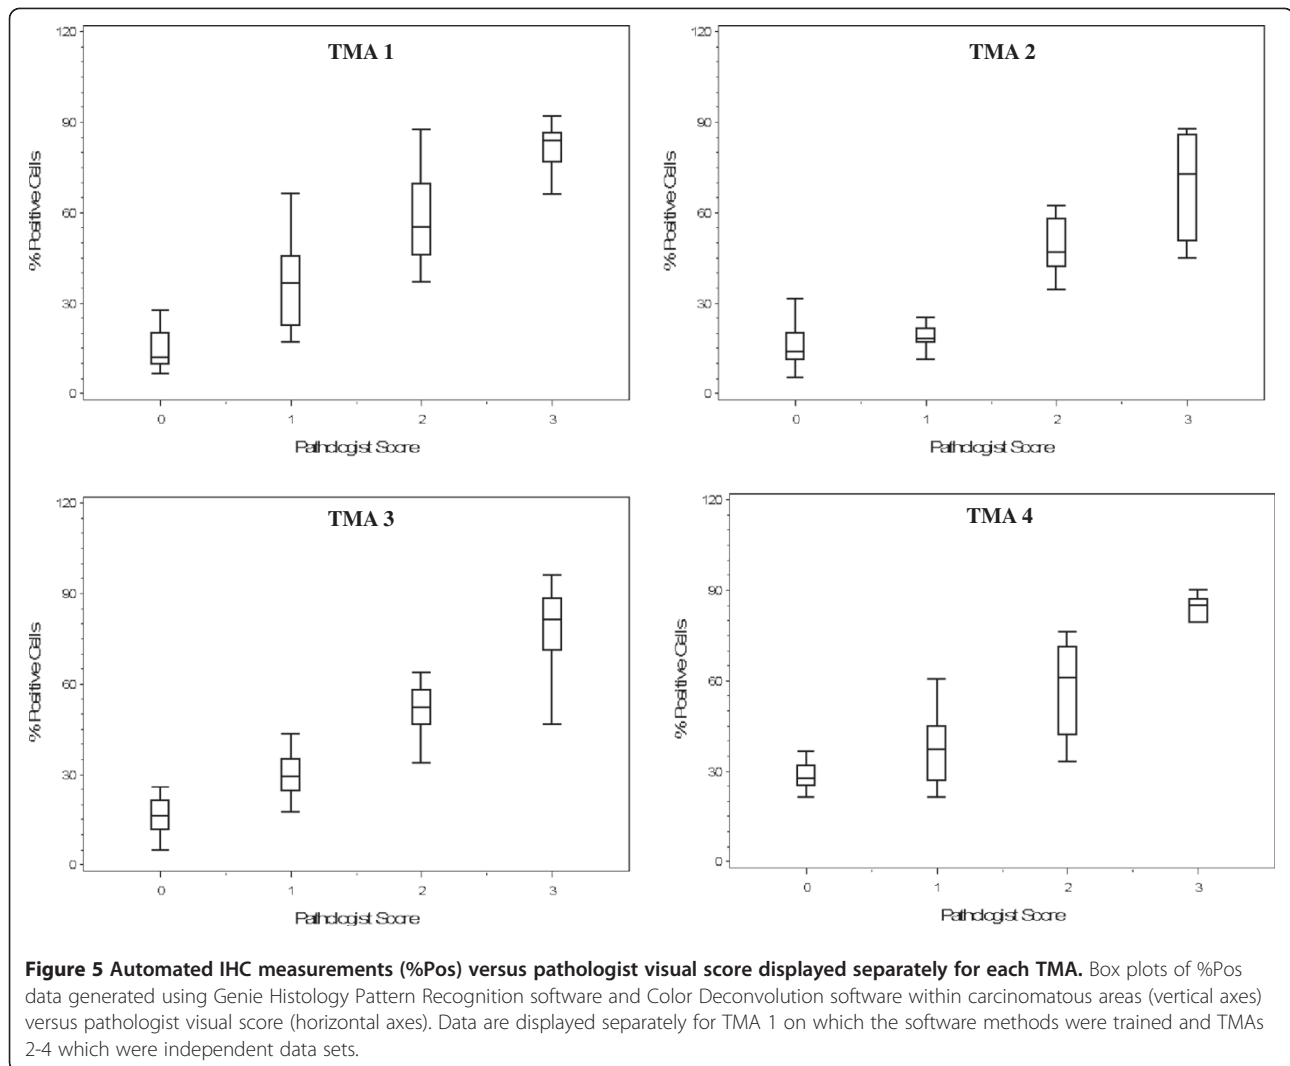 TMA 1
120
90
60
30
0
% Positive Cells
0 1 2 3
Pathologist Score
TMA 2
120
90
60
30
0
% Positive Cells
0 1 2 3
Pathologist Score
TMA 3
120
90
60
30
0
% Positive Cells
0 1 2 3
Pathologist Score
TMA 4
120
90
60
30
0
% Positive Cells
0 1 2 3
Pathologist Score
Figure 5 Automated IHC measurements (%Pos) versus pathologist visual score displayed separately for each TMA. Box plots of %Pos
data generated using Genie Histology Pattern Recognition software and Color Deconvolution software within carcinomatous areas (vertical axes)
versus pathologist visual score (horizontal axes). Data are displayed separately for TMA 1 on which the software methods were trained and TMAs
2-4 which were independent data sets.